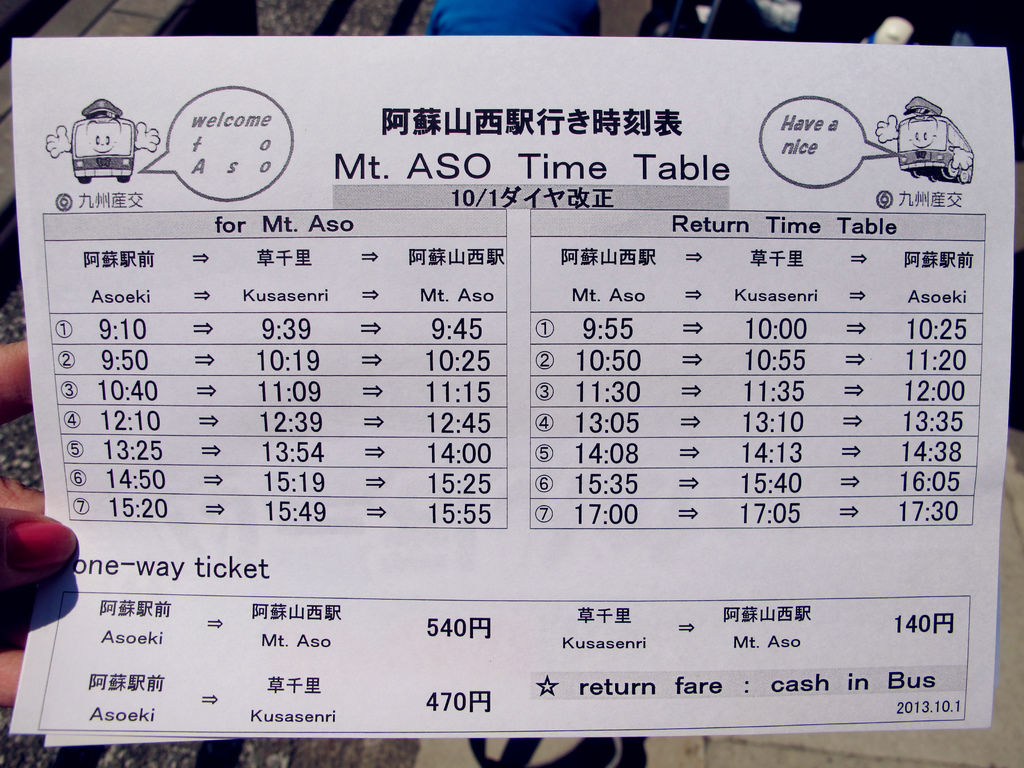 welcome
t o
A s o
九州産交
阿蘇山西駅行き時刻表
Mt. ASO Time Table
10/1ダイヤ改正
Have a
nice
九州産交
for Mt. Aso
阿蘇駅前 ⇒ 草千里 ⇒ 阿蘇山西駅
Asoeki ⇒ Kusasenri ⇒ Mt. Aso
① 9:10 ⇒ 9:39 ⇒ 9:45
② 9:50 ⇒ 10:19 ⇒ 10:25
③ 10:40 ⇒ 11:09 ⇒ 11:15
④ 12:10 ⇒ 12:39 ⇒ 12:45
⑤ 13:25 ⇒ 13:54 ⇒ 14:00
⑥ 14:50 ⇒ 15:19 ⇒ 15:25
⑦ 15:20 ⇒ 15:49 ⇒ 15:55
Return Time Table
阿蘇山西駅 ⇒ 草千里 ⇒ 阿蘇駅前
Mt. Aso ⇒ Kusasenri ⇒ Asoeki
① 9:55 ⇒ 10:00 ⇒ 10:25
② 10:50 ⇒ 10:55 ⇒ 11:20
③ 11:30 ⇒ 11:35 ⇒ 12:00
④ 13:05 ⇒ 13:10 ⇒ 13:35
⑤ 14:08 ⇒ 14:13 ⇒ 14:38
⑥ 15:35 ⇒ 15:40 ⇒ 16:05
⑦ 17:00 ⇒ 17:05 ⇒ 17:30
one-way ticket
阿蘇駅前 ⇒ 阿蘇山西駅 540円
Asoeki Mt. Aso
草千里 ⇒ 阿蘇山西駅 140円
Kusasenri Mt. Aso
阿蘇駅前 ⇒ 草千里 470円
Asoeki Kusasenri
☆ return fare : cash in Bus
2013.10.1